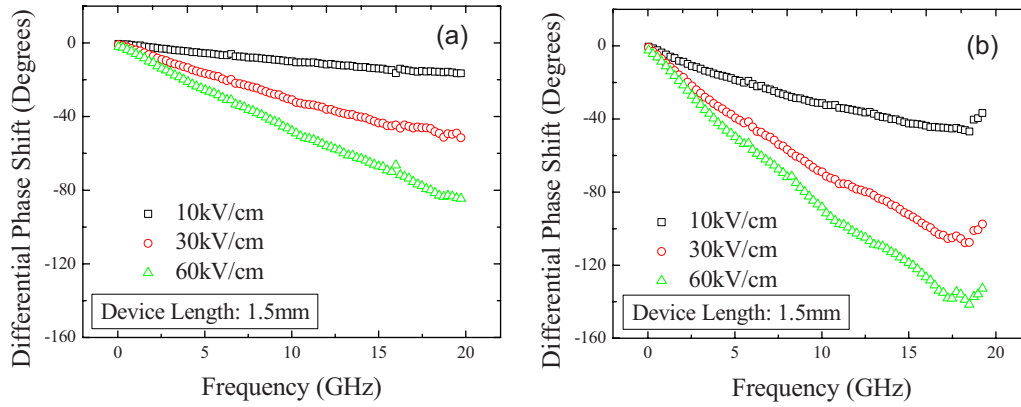 (a)
Differential Phase Shift (Degrees)
0
-40
-80
-120
-160
10kV/cm
30kV/cm
60kV/cm
Device Length: 1.5mm
0
5
10
15
20
Frequency (GHz)
(b)
Differential Phase Shift (Degrees)
0
-40
-80
-120
-160
10kV/cm
30kV/cm
60kV/cm
Device Length: 1.5mm
0
5
10
15
20
Frequency (GHz)